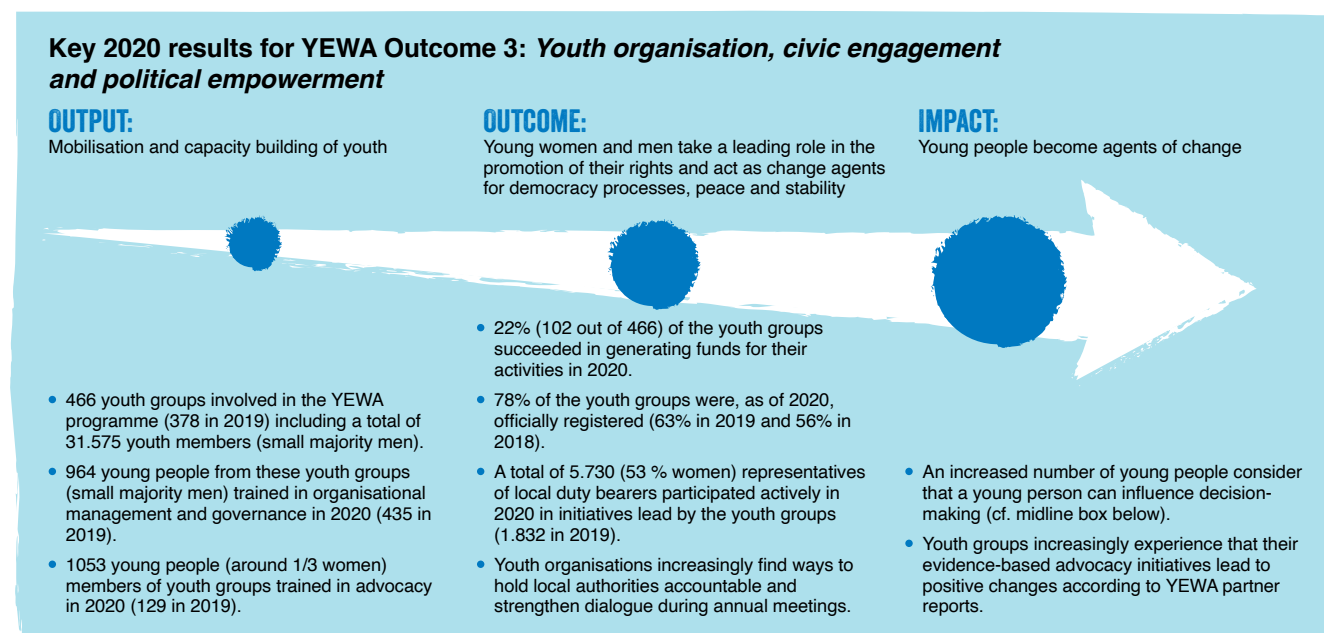 Key 2020 results for YEWA Outcome 3: Youth organisation, civic engagement
and political empowerment
OUTPUT:
Mobilisation and capacity building of youth
• 466 youth groups involved in the YEWA
programme (378 in 2019) including a total of
31.575 youth members (small majority men).
• 964 young people from these youth groups
(small majority men) trained in organisational
management and governance in 2020 (435 in
2019).
• 1053 young people (around 1/3 women)
members of youth groups trained in advocacy
in 2020 (129 in 2019).
OUTCOME:
Young women and men take a leading role in the
promotion of their rights and act as change agents
for democracy processes, peace and stability
• 22% (102 out of 466) of the youth groups
succeeded in generating funds for their
activities in 2020.
• 78% of the youth groups were, as of 2020,
officially registered (63% in 2019 and 56% in
2018).
• A total of 5.730 (53 % women) representatives
of local duty bearers participated actively in
2020 in initiatives lead by the youth groups
(1.832 in 2019).
• Youth organisations increasingly find ways to
hold local authorities accountable and
strengthen dialogue during annual meetings.
IMPACT:
Young people become agents of change
• An increased number of young people consider
that a young person can influence decision-
making (cf. midline box below).
• Youth groups increasingly experience that their
evidence-based advocacy initiatives lead to
positive changes according to YEWA partner
reports.